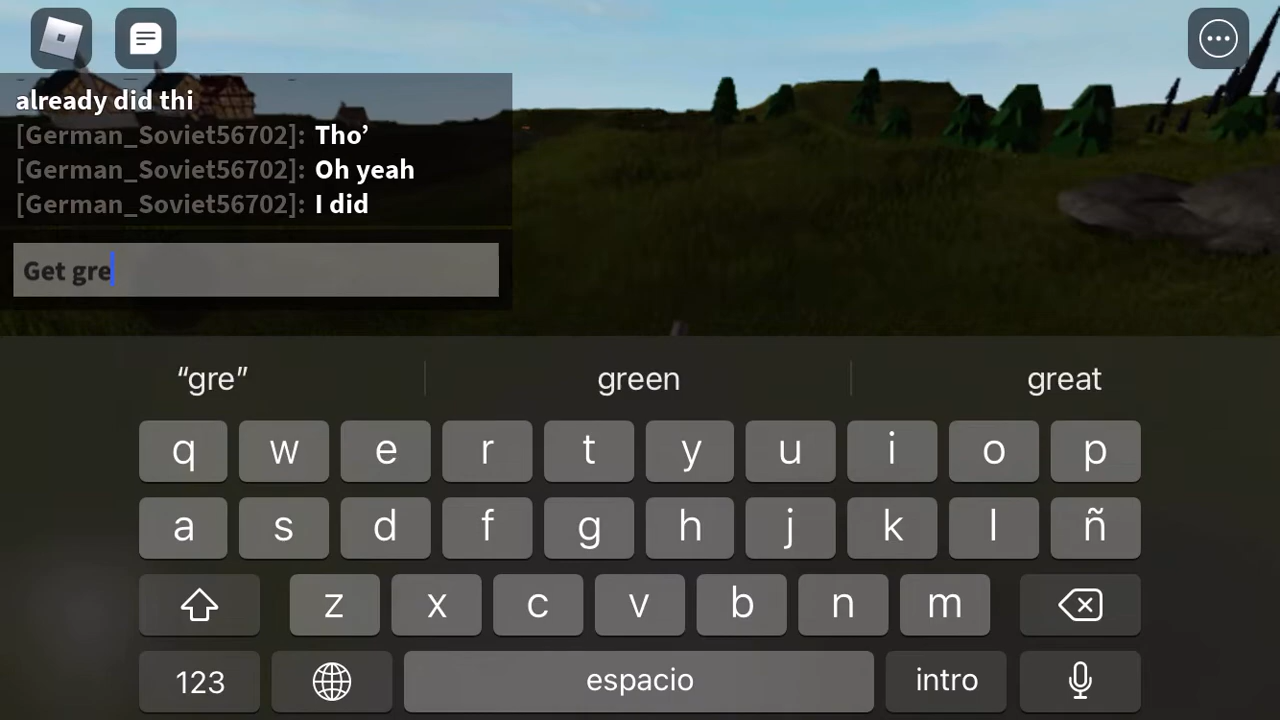 already did thi
[German_Soviet56702]: Tho’
[German_Soviet56702]: Oh yeah
[German_Soviet56702]: I did
Get gre
“gre” green great
q w e r t y u i o p
a s d f g h j k l ñ
z x c v b n m
123 espacio intro